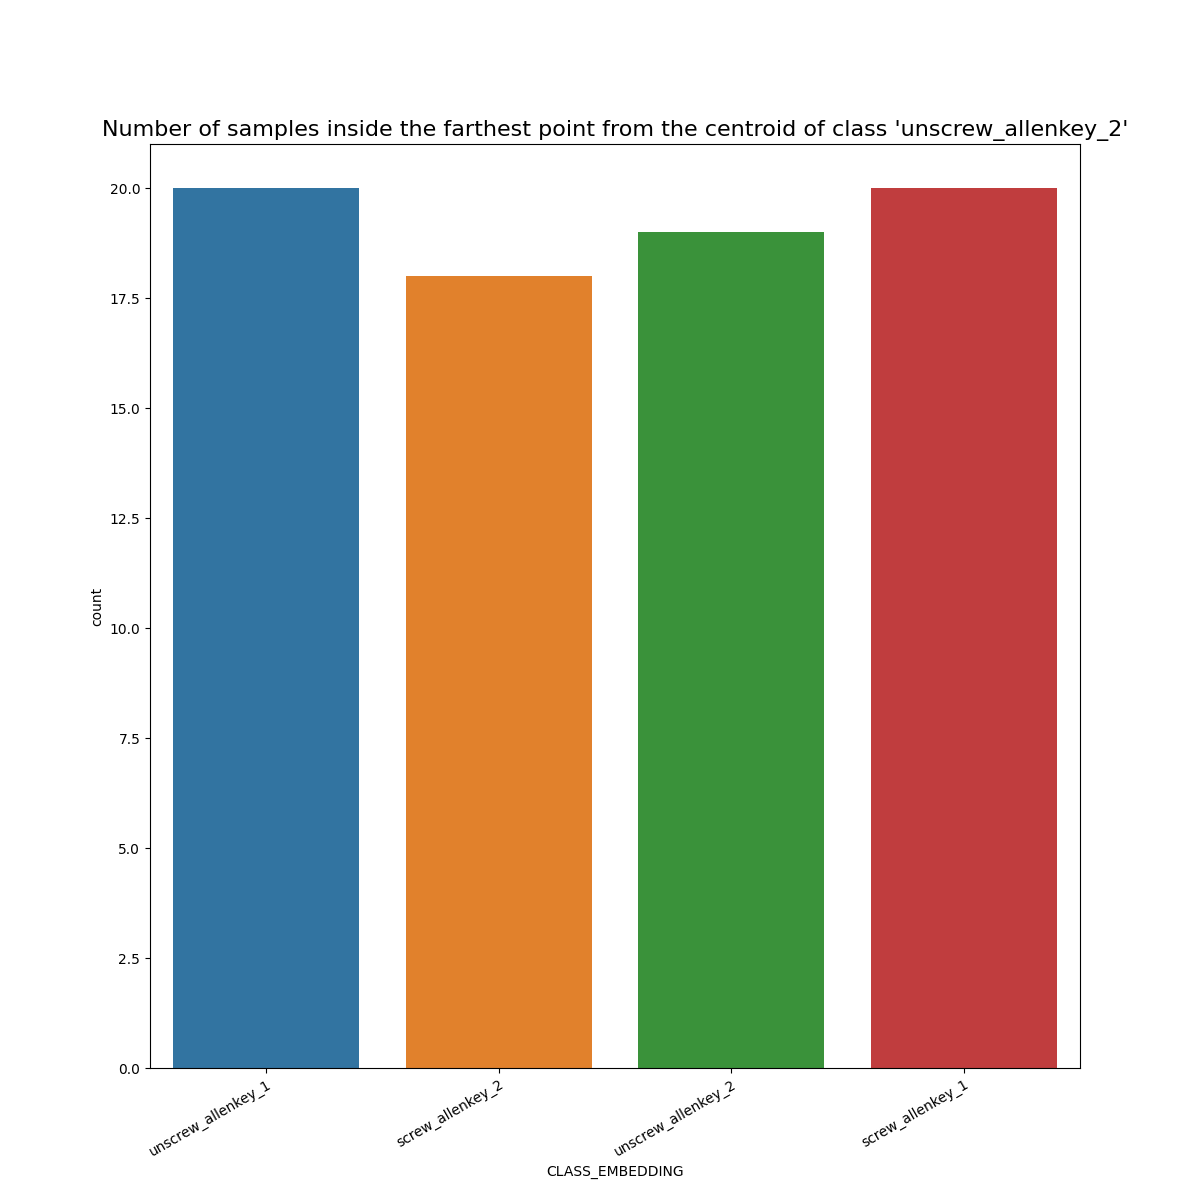 Number of samples inside the farthest point from the centroid of class 'unscrew_allenkey_2'
20.0
17.5
15.0
12.5
10.0
7.5
5.0
2.5
0.0
count
unscrew_allenkey_1
screw_allenkey_2
unscrew_allenkey_2
screw_allenkey_1
CLASS_EMBEDDING